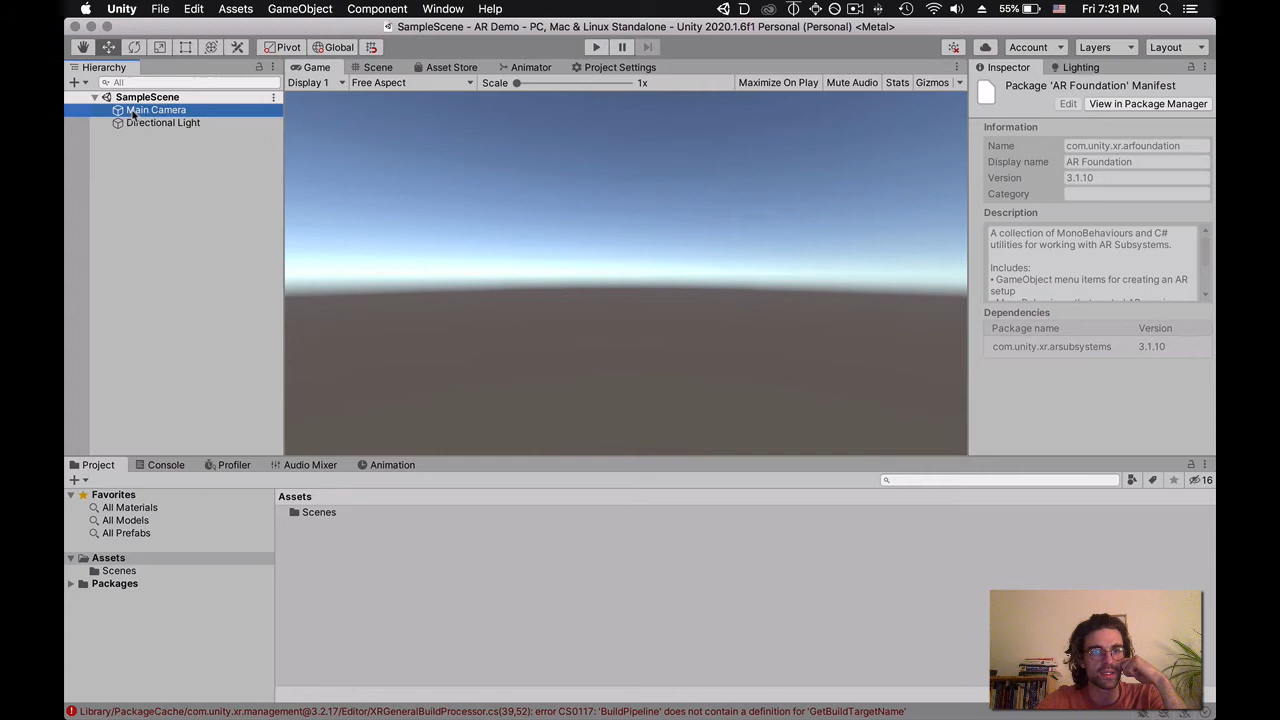 Unity File Edit Assets GameObject Component Window Help 55% Fri 7:31 PM
SampleScene - AR Demo - PC, Mac & Linux Standalone - Unity 2020.1.6f1 Personal (Personal) <Metal>
Pivot Global Account Layers Layout
Hierarchy Game Scene Asset Store Animator Project Settings Inspector Lighting
All Display 1 Free Aspect Scale 1x Maximize On Play Mute Audio Stats Gizmos
Package 'AR Foundation' Manifest
SampleScene
Edit View in Package Manager
Main Camera
Directional Light
Information
Name com.unity.xr.arfoundation
Display name AR Foundation
Version 3.1.10
Category
Description
A collection of MonoBehaviours and C#
utilities for working with AR Subsystems.
Includes:
• GameObject menu items for creating an AR
setup
Dependencies
Package name Version
com.unity.xr.arsubsystems 3.1.10
Project Console Profiler Audio Mixer Animation
16
Favorites
Assets
All Materials
Scenes
All Models
All Prefabs
Assets
Scenes
Packages
Library/PackageCache/com.unity.xr.management@3.2.17/Editor/XRGeneralBuildProcessor.cs(39,52): error CS0117: 'BuildPipeline' does not contain a definition for 'GetBuildTargetName'